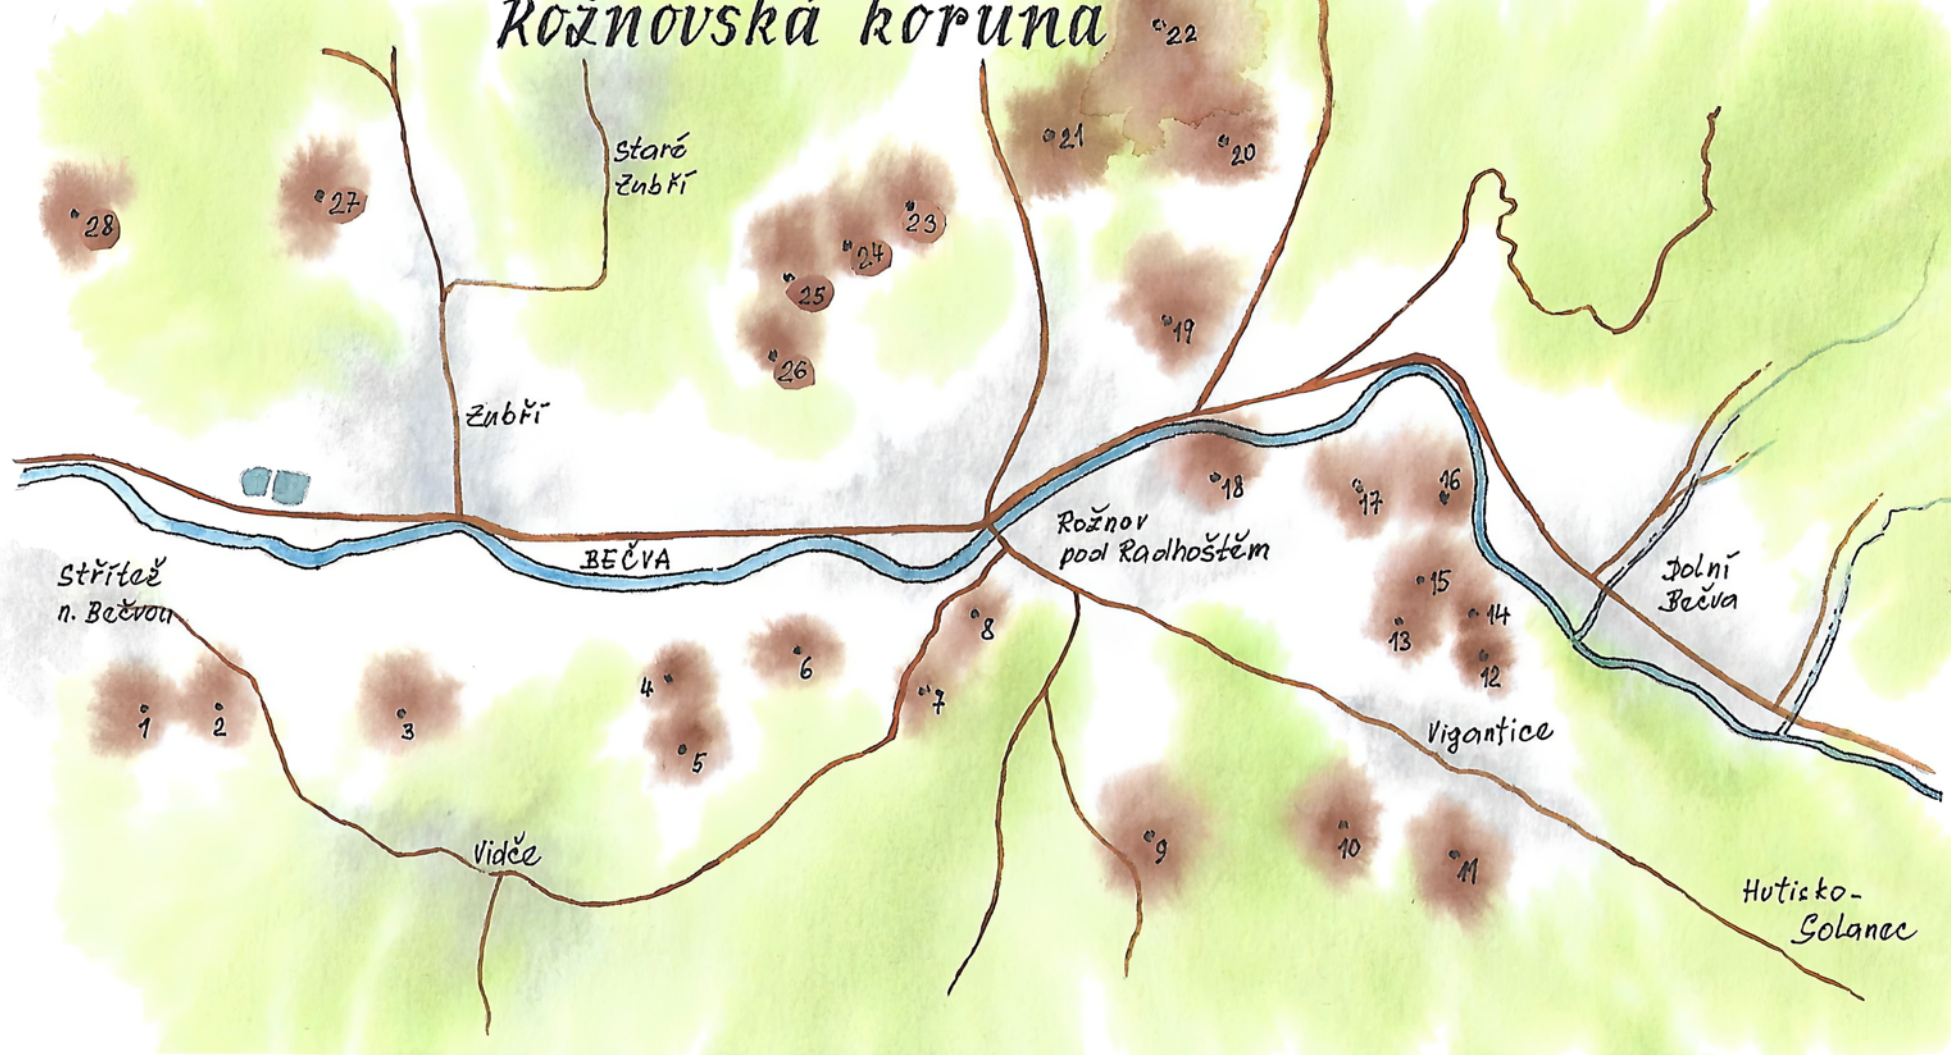 Rožnovská koruna
22
21
20
Staré
Zubří
28
27
23
24
25
19
26
Zubří
18
17
16
BEČVA
Rožnov
pod Radhoštěm
Střítež
n. Bečvou
Dolní
Bečva
15
14
13
12
8
6
4
7
1
2
3
5
Vigantice
Vidče
9
10
11
Hutisko-
Solanec